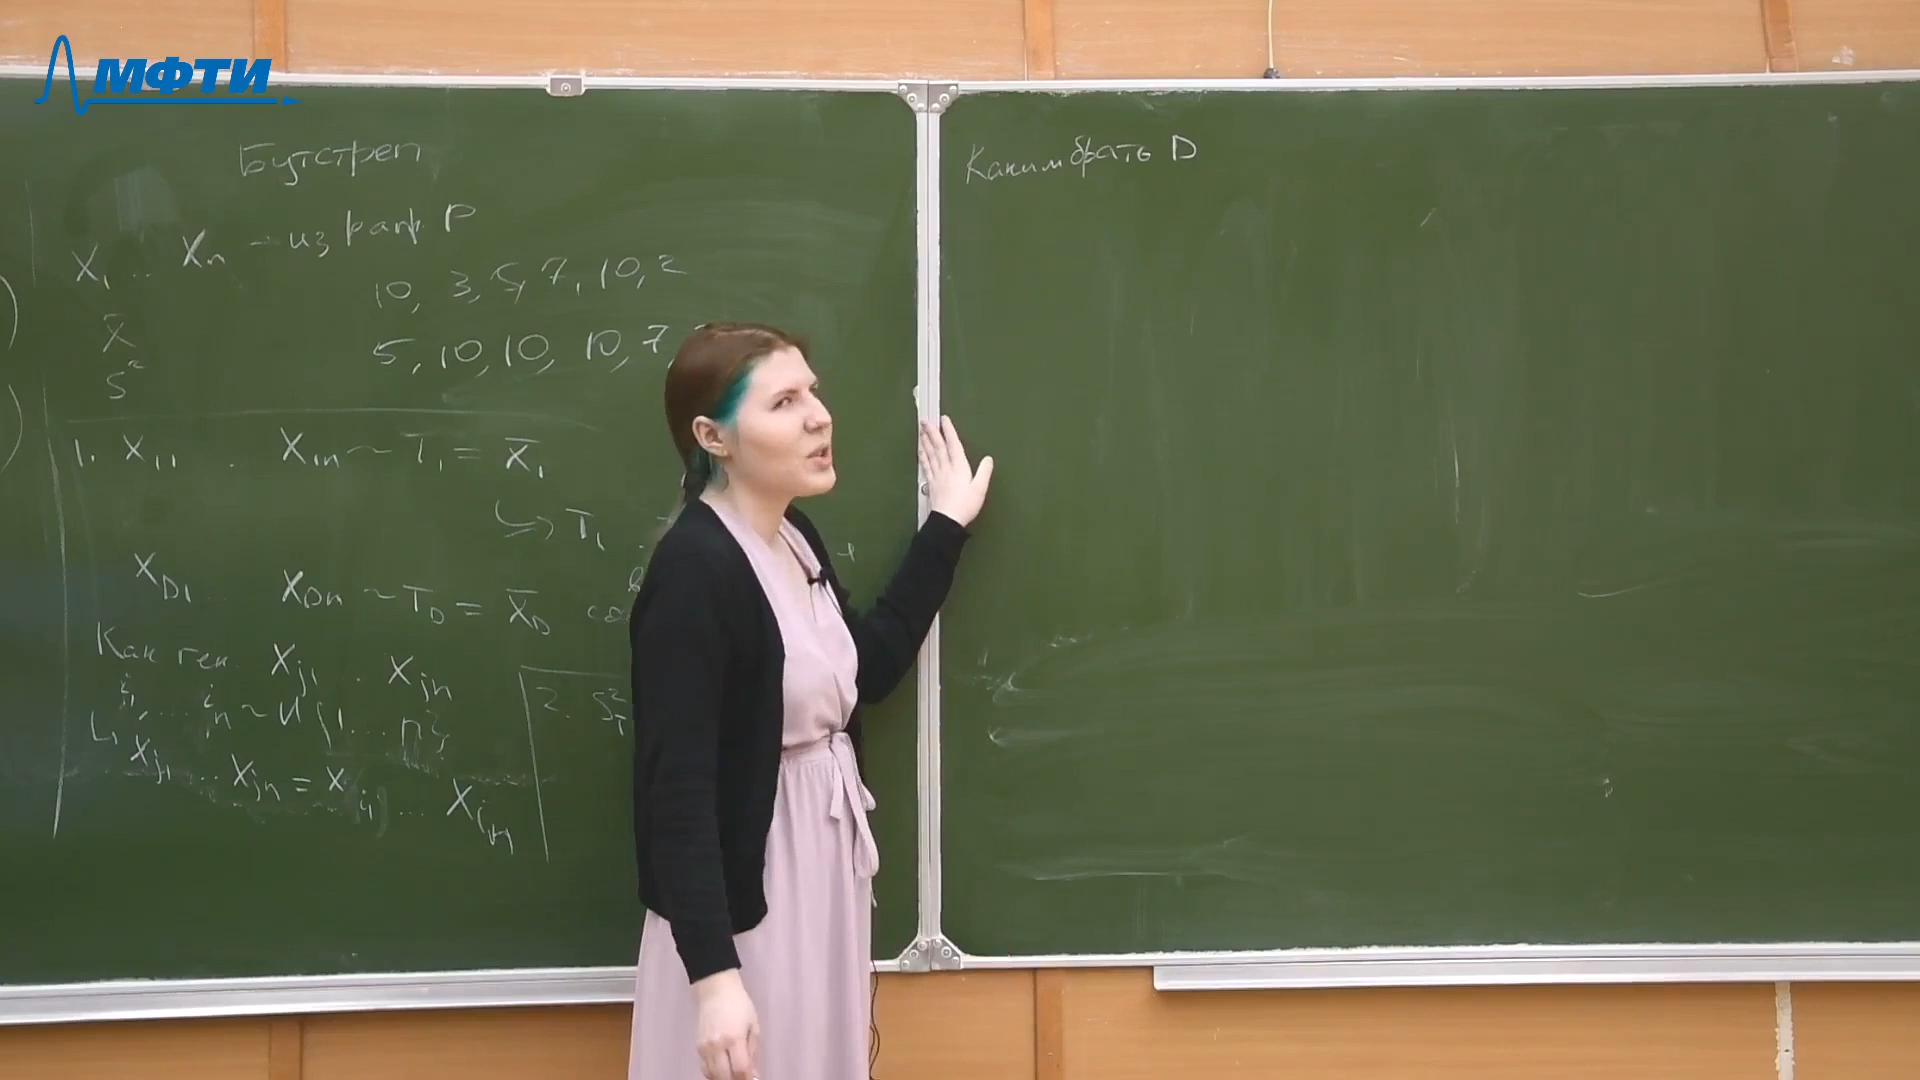 МФТИ
Бутстреп
X₁ ... Xₙ – из распр P
10, 3, 5, 7, 10, 2
X̄
5, 10, 10, 10, 7,
S²
1. X₁₁ . X₁ₙ ~ T₁ = X̄₁
↪ T₁
X_D1 .. X_Dn ~ T_D = X̄_D
Как ген. X_j1 . X_jn
i₁, ... iₙ ~ U {1 ... n}
2. S²_T
↳ X_j1 ... X_jn = X_i1 ... X_in
Каким брать D